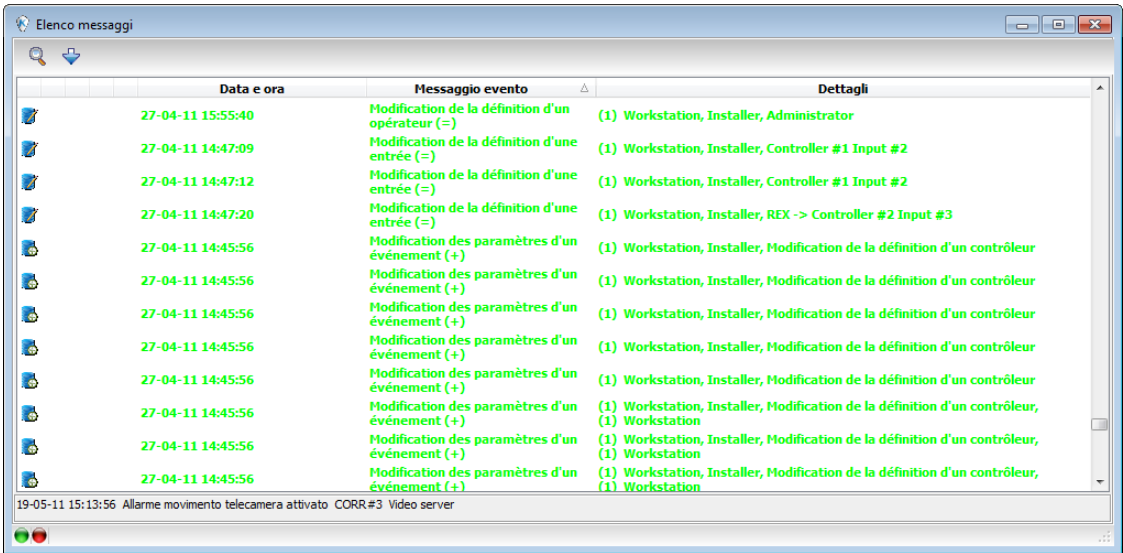 Elenco messaggi
Data e ora Messaggio evento Dettagli
27-04-11 15:55:40 Modification de la définition d'un (1) Workstation, Installer, Administrator
opérateur (=)
27-04-11 14:47:09 Modification de la définition d'une (1) Workstation, Installer, Controller #1 Input #2
entrée (=)
27-04-11 14:47:12 Modification de la définition d'une (1) Workstation, Installer, Controller #1 Input #2
entrée (=)
27-04-11 14:47:20 Modification de la définition d'une (1) Workstation, Installer, REX -> Controller #2 Input #3
entrée (=)
27-04-11 14:45:56 Modification des paramètres d'un (1) Workstation, Installer, Modification de la définition d'un contrôleur
événement (+)
27-04-11 14:45:56 Modification des paramètres d'un (1) Workstation, Installer, Modification de la définition d'un contrôleur
événement (+)
27-04-11 14:45:56 Modification des paramètres d'un (1) Workstation, Installer, Modification de la définition d'un contrôleur
événement (+)
27-04-11 14:45:56 Modification des paramètres d'un (1) Workstation, Installer, Modification de la définition d'un contrôleur
événement (+)
27-04-11 14:45:56 Modification des paramètres d'un (1) Workstation, Installer, Modification de la définition d'un contrôleur
événement (+)
27-04-11 14:45:56 Modification des paramètres d'un (1) Workstation, Installer, Modification de la définition d'un contrôleur,
événement (+) (1) Workstation
27-04-11 14:45:56 Modification des paramètres d'un (1) Workstation, Installer, Modification de la définition d'un contrôleur,
événement (+) (1) Workstation
27-04-11 14:45:56 Modification des paramètres d'un (1) Workstation, Installer, Modification de la définition d'un contrôleur,
événement (+) (1) Workstation
19-05-11 15:13:56 Allarme movimento telecamera attivato CORR#3 Video server